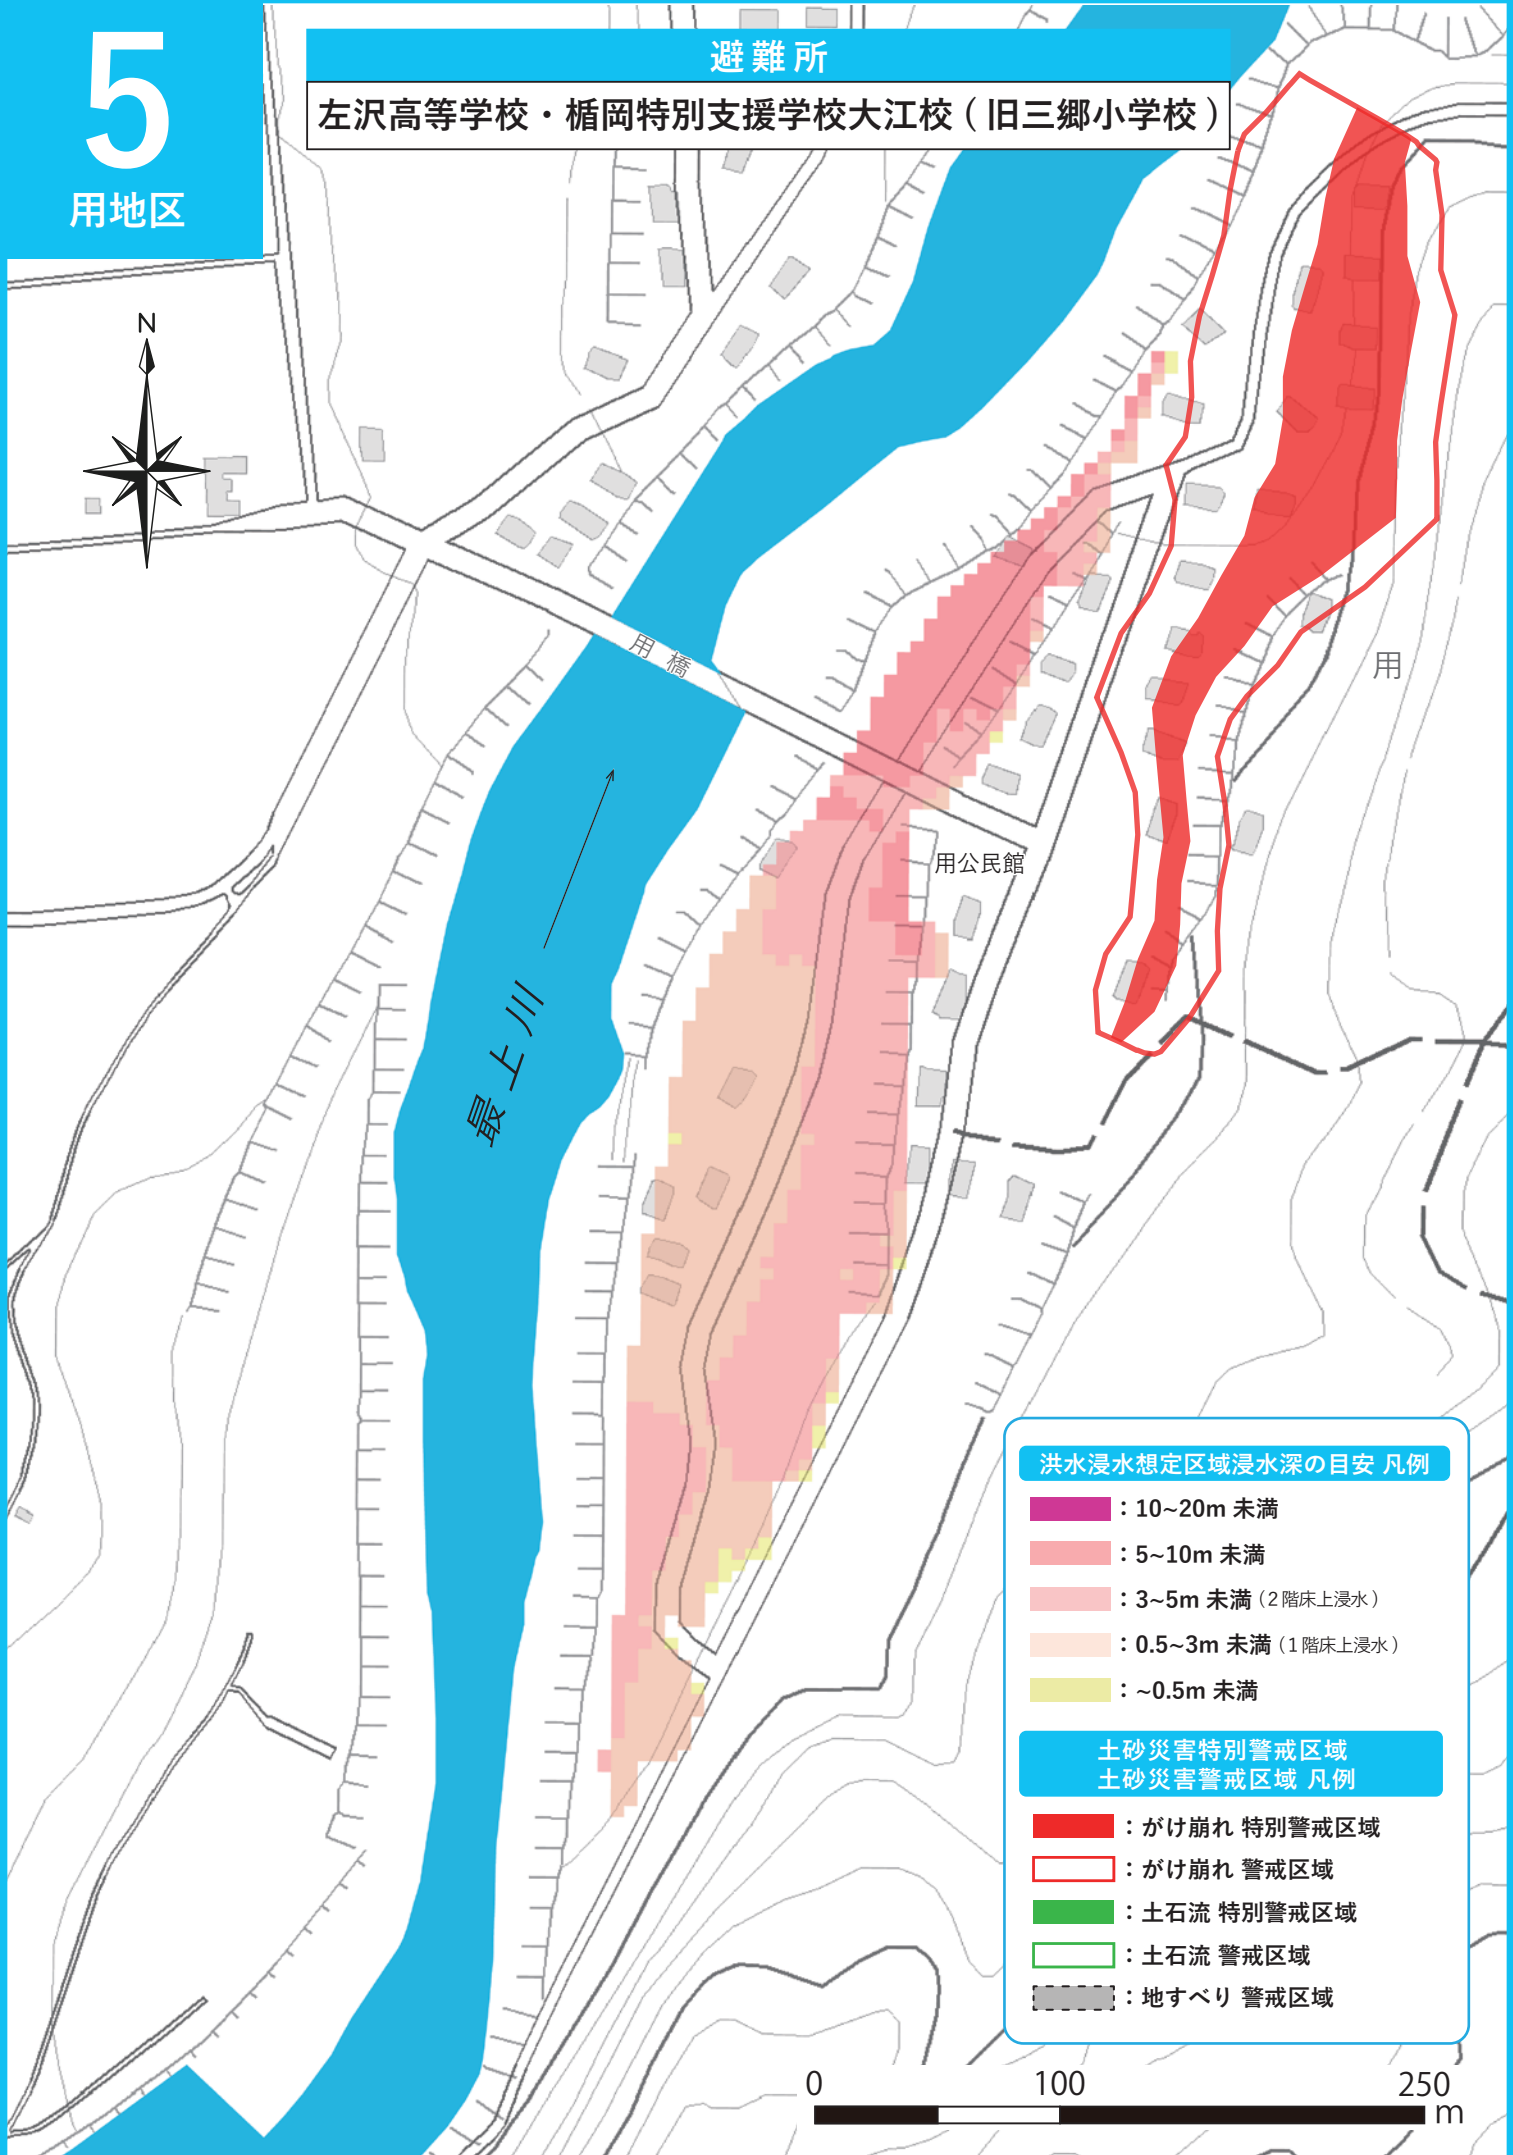 5
用地区
避難所
左沢高等学校・楯岡特別支援学校大江校（旧三郷小学校）
N
用橋
用
用公民館
最上川
洪水浸水想定区域浸水深の目安 凡例
：10~20m 未満
：5~10m 未満
：3~5m 未満（2階床上浸水）
：0.5~3m 未満（1階床上浸水）
：~0.5m 未満
土砂災害特別警戒区域
土砂災害警戒区域 凡例
：がけ崩れ 特別警戒区域
：がけ崩れ 警戒区域
：土石流 特別警戒区域
：土石流 警戒区域
：地すべり 警戒区域
0 100 250
m